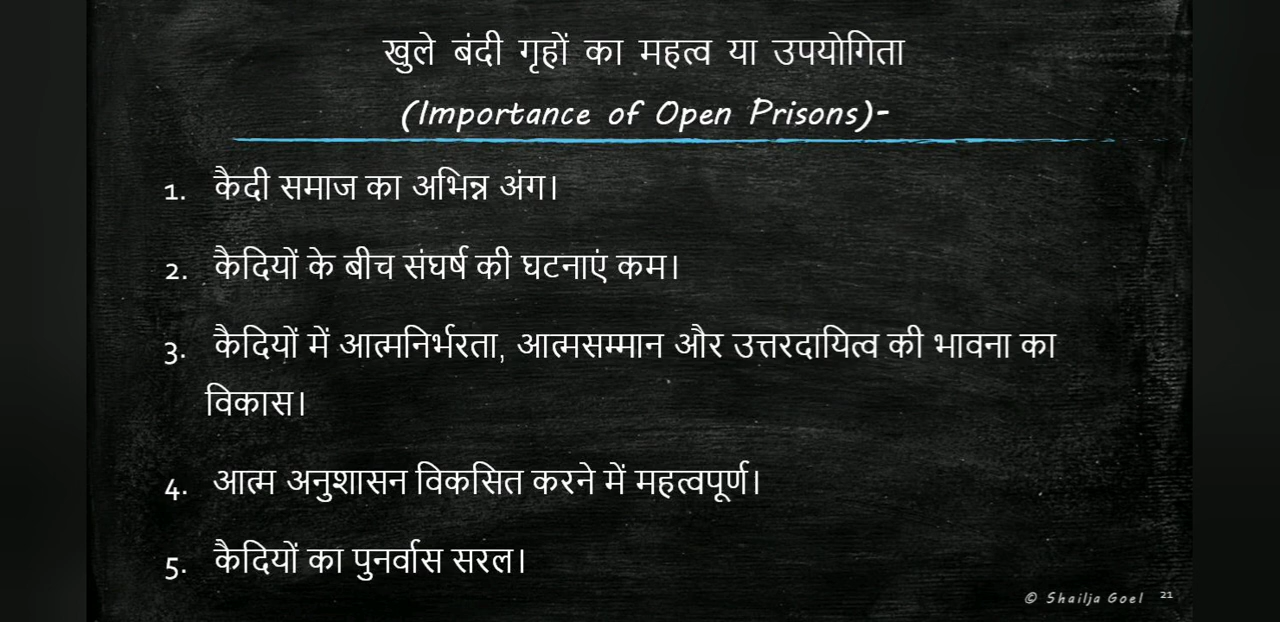 खुले बंदी गृहों का महत्व या उपयोगिता
(Importance of Open Prisons)-
1. कैदी समाज का अभिन्न अंग।
2. कैदियों के बीच संघर्ष की घटनाएं कम।
3. कैदियों में आत्मनिर्भरता, आत्मसम्मान और उत्तरदायित्व की भावना का
विकास।
4. आत्म अनुशासन विकसित करने में महत्वपूर्ण।
5. कैदियों का पुनर्वास सरल।
© Shailja Goel 21